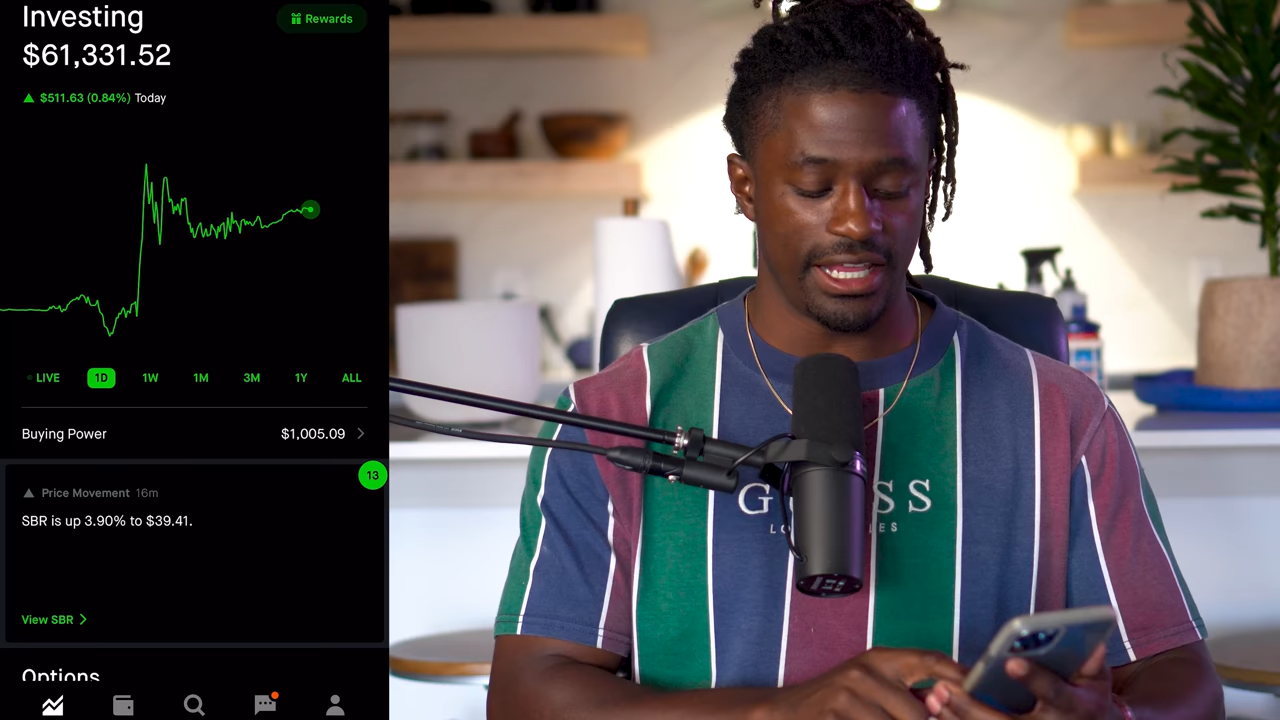 Investing
Rewards
$61,331.52
$511.63 (0.84%) Today
LIVE 1D 1W 1M 3M 1Y ALL
Buying Power $1,005.09
13
Price Movement 16m
SBR is up 3.90% to $39.41.
View SBR
Options